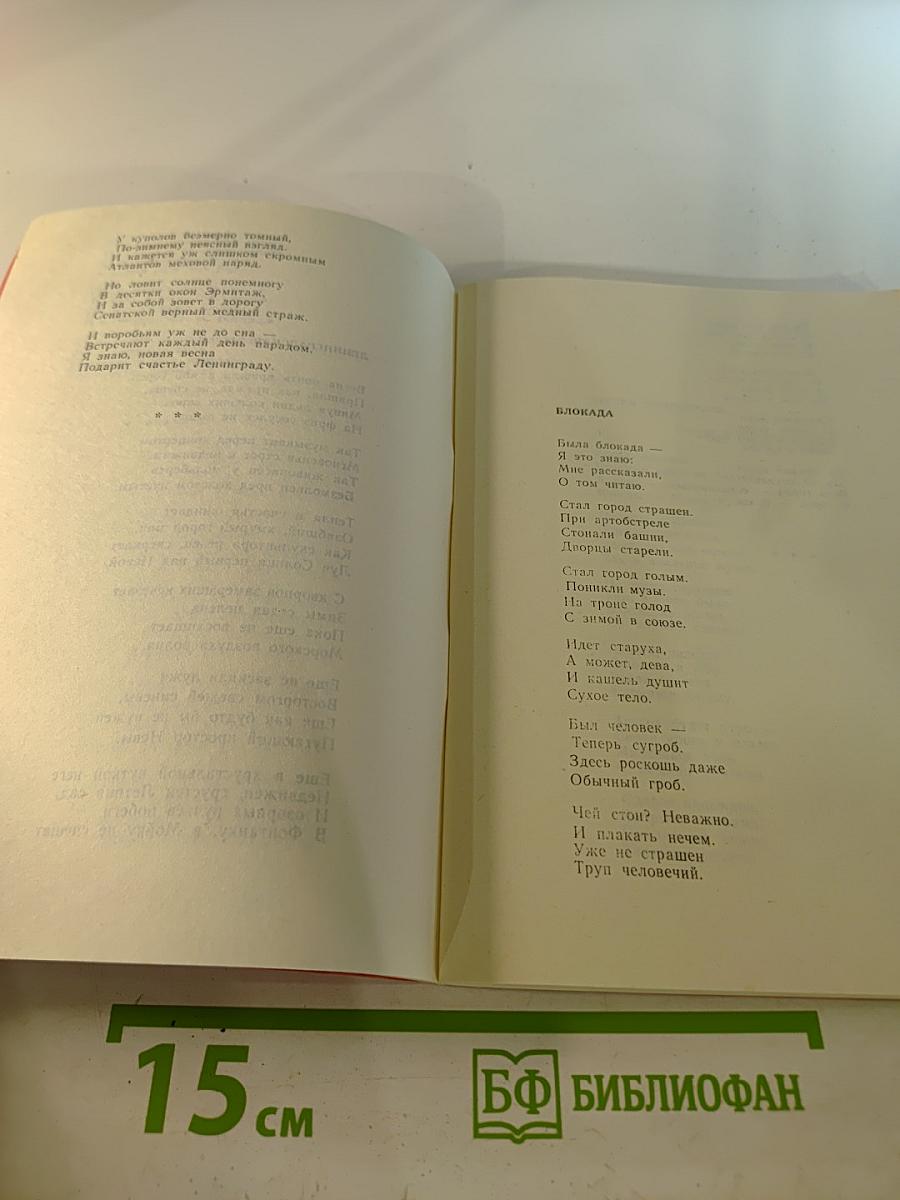 У куполов безмерно томный,
По-зимнему неясный взгляд.
И кажется уж слишком скромным
Атлантов меховой наряд.
Но ловит солнце понемногу
В десятки окон Эрмитаж,
И за собой зовет в дорогу
Сенатской верный медный страж.
И воробьям уж не до сна —
Встречают каждый день парадом.
Я знаю, новая весна
Подарит счастье Ленинграду.
* * *
БЛОКАДА
Была блокада —
Я это знаю:
Мне рассказали,
О том читаю.
Стал город страшен.
При артобстреле
Стонали башни,
Дворцы старели.
Стал город голым.
Поникли музы.
На троне голод
С зимой в союзе.
Идет старуха,
А может, дева,
И кашель душит
Сухое тело.
Был человек —
Теперь сугроб.
Здесь роскошь даже
Обычный гроб.
Чей стон? Неважно.
И плакать нечем.
Уже не страшен
Труп человечий.
15 см
БФ БИБЛИОФАН